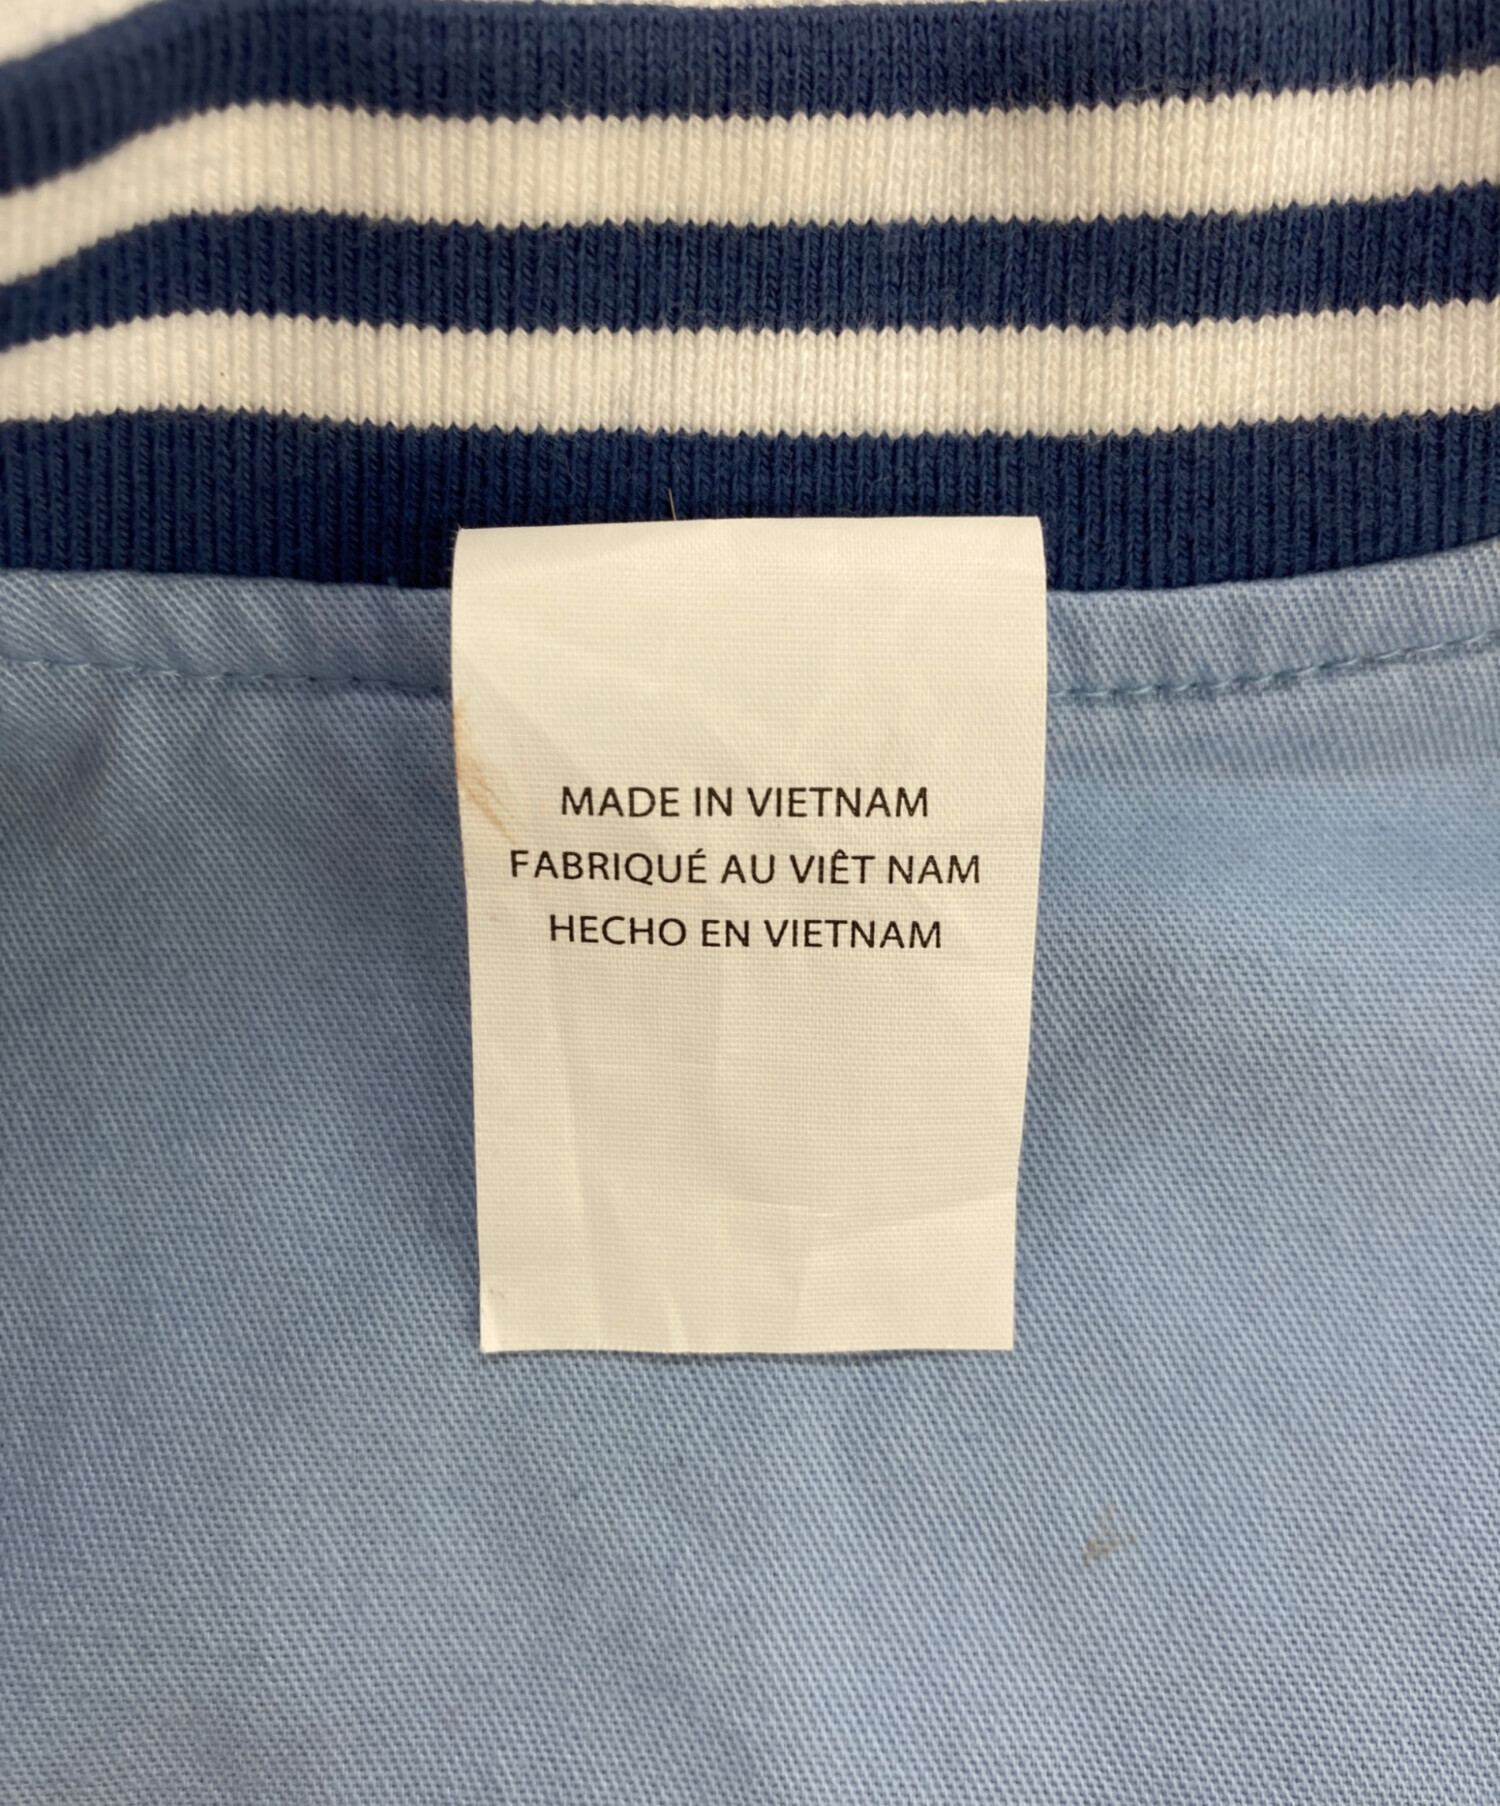 MADE IN VIETNAM
FABRIQUÉ AU VIÊT NAM
HECHO EN VIETNAM